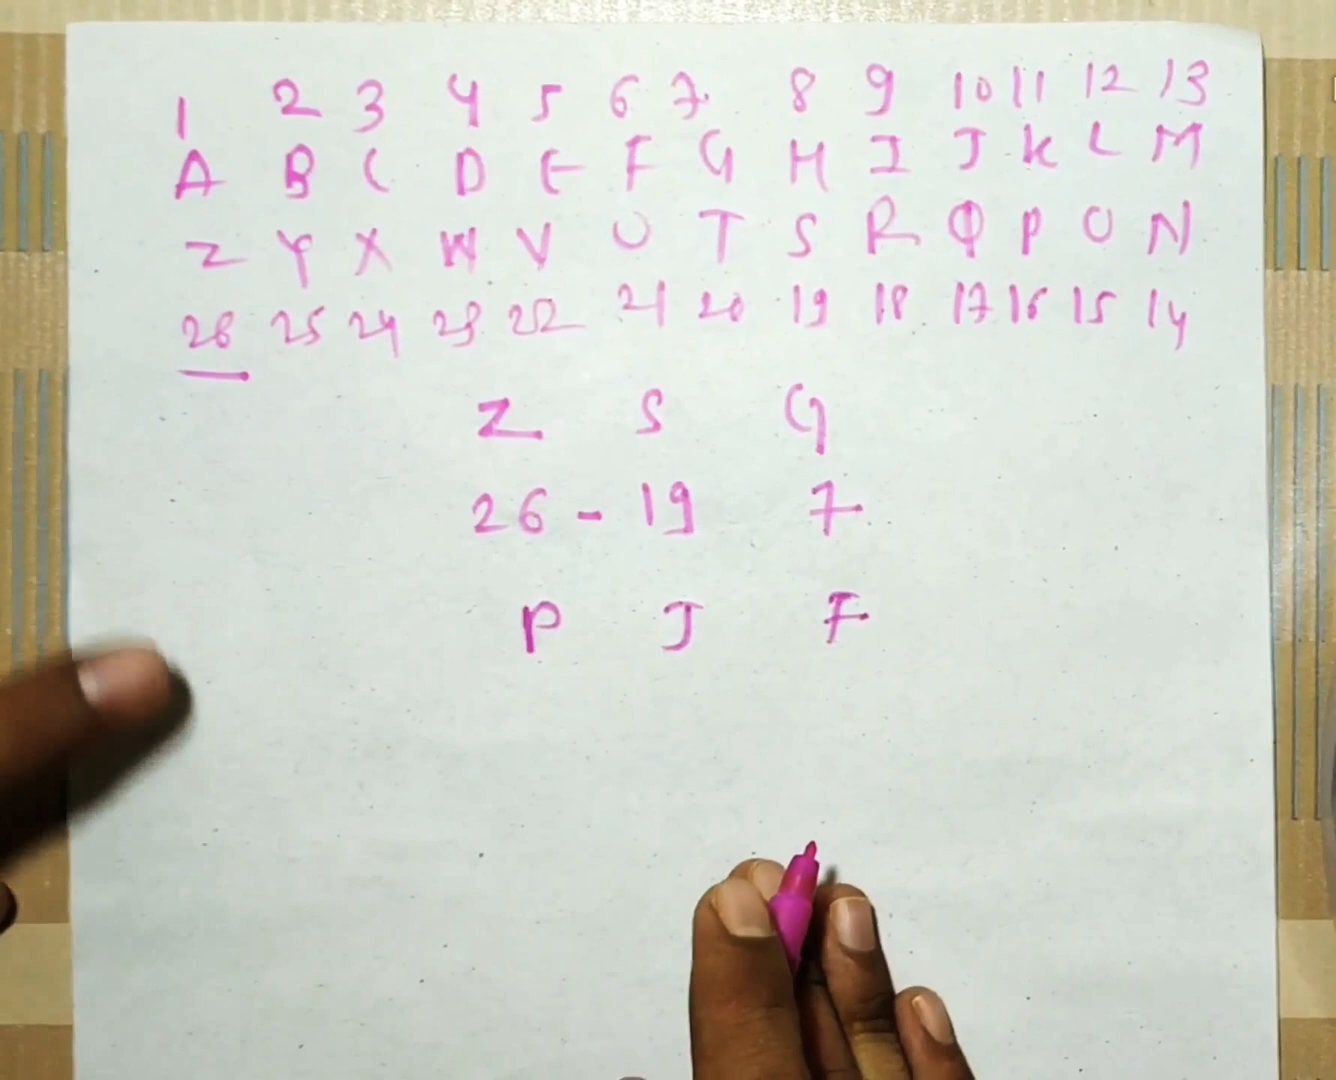 1 2 3 4 5 6 7 8 9 10 11 12 13
A B C D E F G H I J K L M
Z Y X W V U T S R Q P O N
26 25 24 23 22 21 20 19 18 17 16 15 14
Z S G
26 - 19 7
P J F